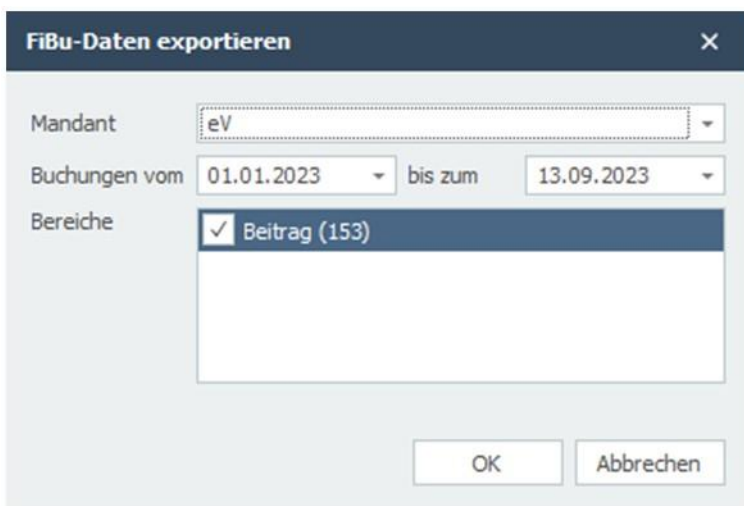 FiBu-Daten exportieren
Mandant eV
Buchungen vom 01.01.2023 bis zum 13.09.2023
Bereiche Beitrag (153)
OK Abbrechen